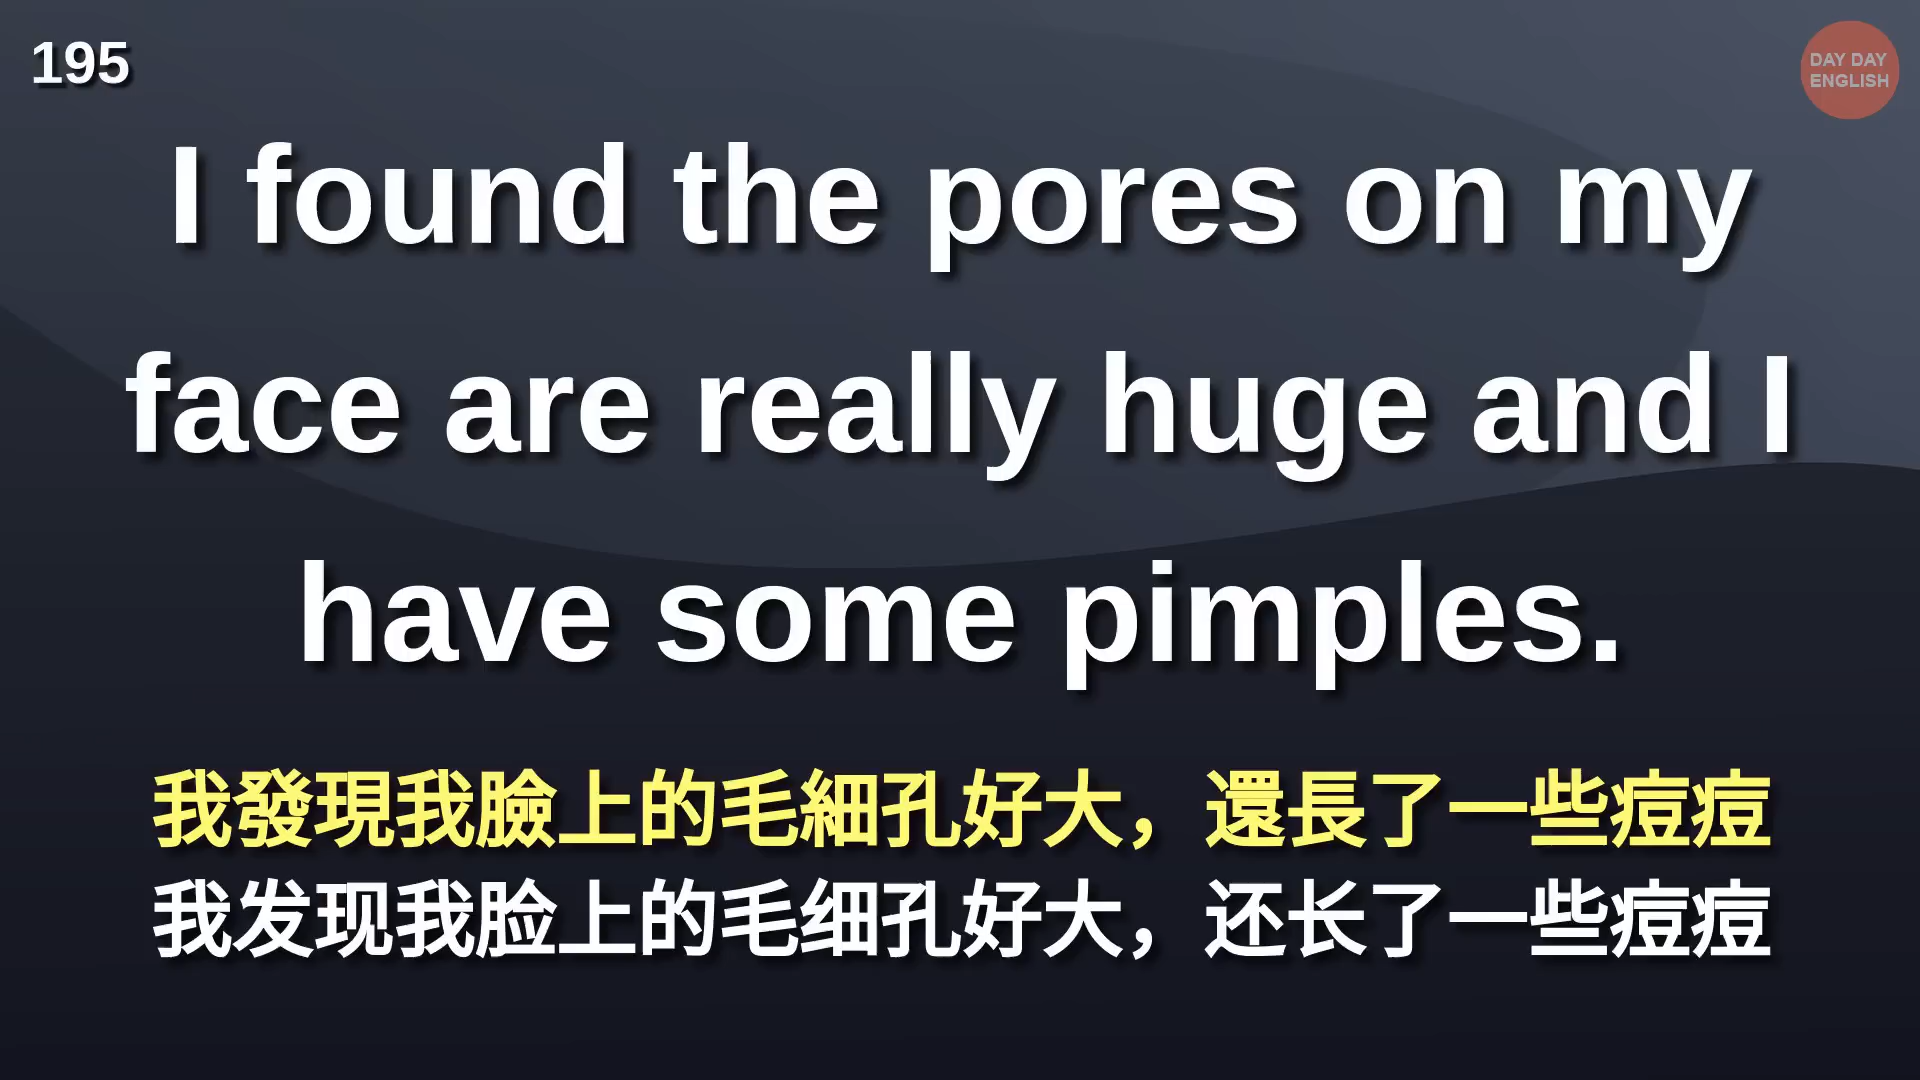 195
DAY DAY
ENGLISH
I found the pores on my
face are really huge and I
have some pimples.
我發現我臉上的毛細孔好大，還長了一些痘痘
我发现我脸上的毛细孔好大，还长了一些痘痘